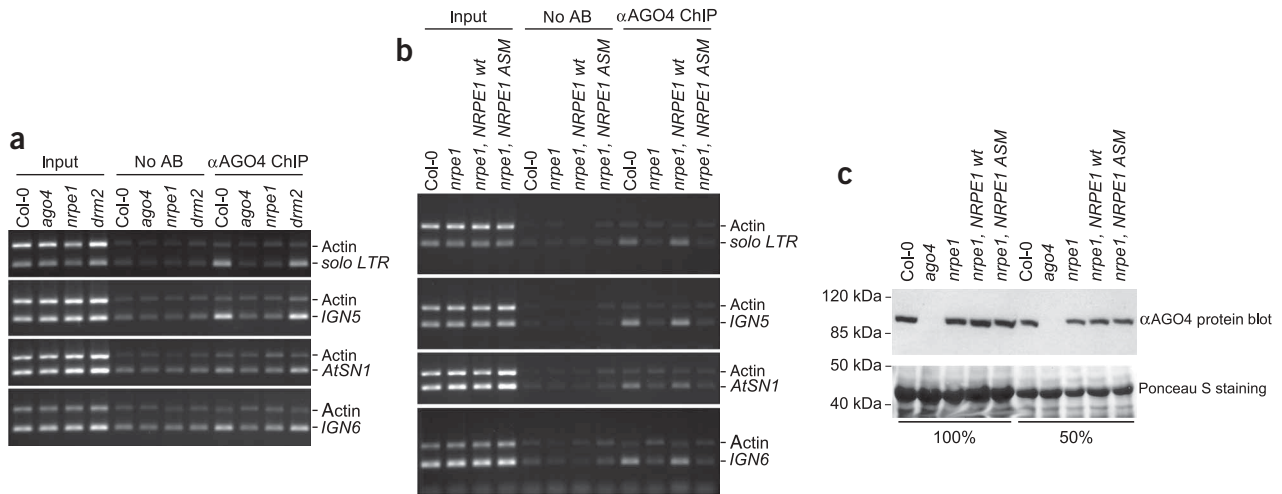 a
Input
No AB
αAGO4 ChIP
Col-0
ago4
nrpe1
drm2
Col-0
ago4
nrpe1
drm2
Col-0
ago4
nrpe1
drm2
Actin
solo LTR
Actin
IGN5
Actin
AtSN1
Actin
IGN6
b
Input
No AB
αAGO4 ChIP
Col-0
nrpe1
nrpe1, NRPE1 wt
nrpe1, NRPE1 ASM
Col-0
nrpe1
nrpe1, NRPE1 wt
nrpe1, NRPE1 ASM
Col-0
nrpe1
nrpe1, NRPE1 wt
nrpe1, NRPE1 ASM
Actin
solo LTR
Actin
IGN5
Actin
AtSN1
Actin
IGN6
c
Col-0
ago4
nrpe1
nrpe1, NRPE1 wt
nrpe1, NRPE1 ASM
Col-0
ago4
nrpe1
nrpe1, NRPE1 wt
nrpe1, NRPE1 ASM
120 kDa
85 kDa
αAGO4 protein blot
50 kDa
40 kDa
Ponceau S staining
100%
50%